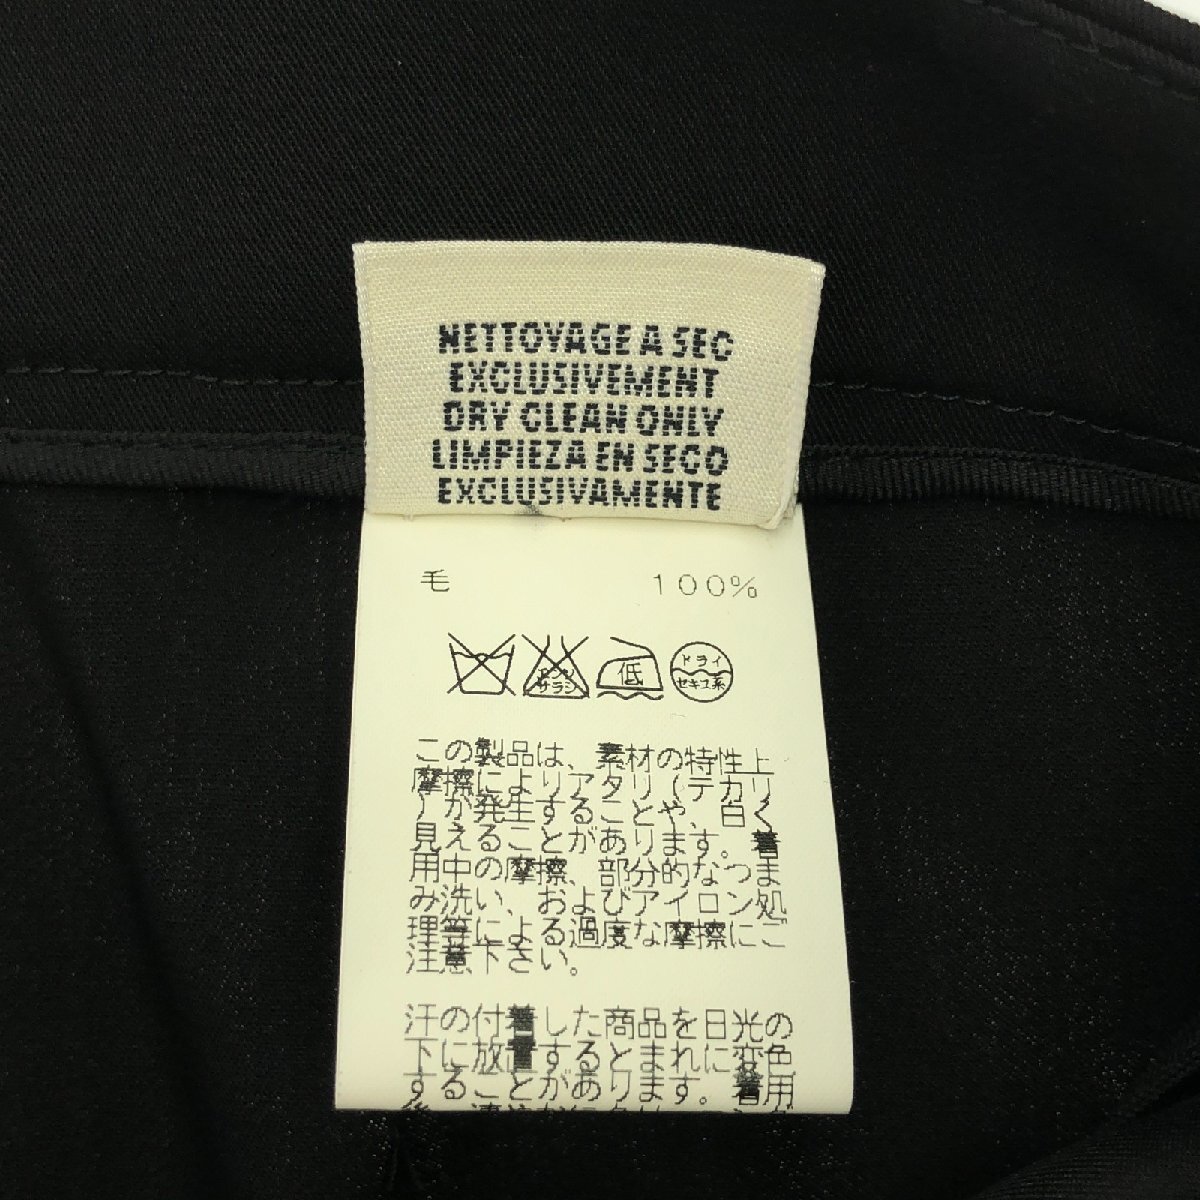 NETTOYAGE A SEC
EXCLUSIVEMENT
DRY CLEAN ONLY
LIMPIEZA EN SECO
EXCLUSIVAMENTE
毛 100%
エンソサラシ 低 ドライセキユ系
この製品は、素材の特性上
摩擦によりアタリ(テカリ
)が発生することや、白く
見えることがあります。着
用中の摩擦、部分的なつま
み洗い、およびアイロン処
理等による過度な摩擦にご
注意下さい。
汗の付着した商品を日光の
下に放置するとまれに変色
することがあります。着用